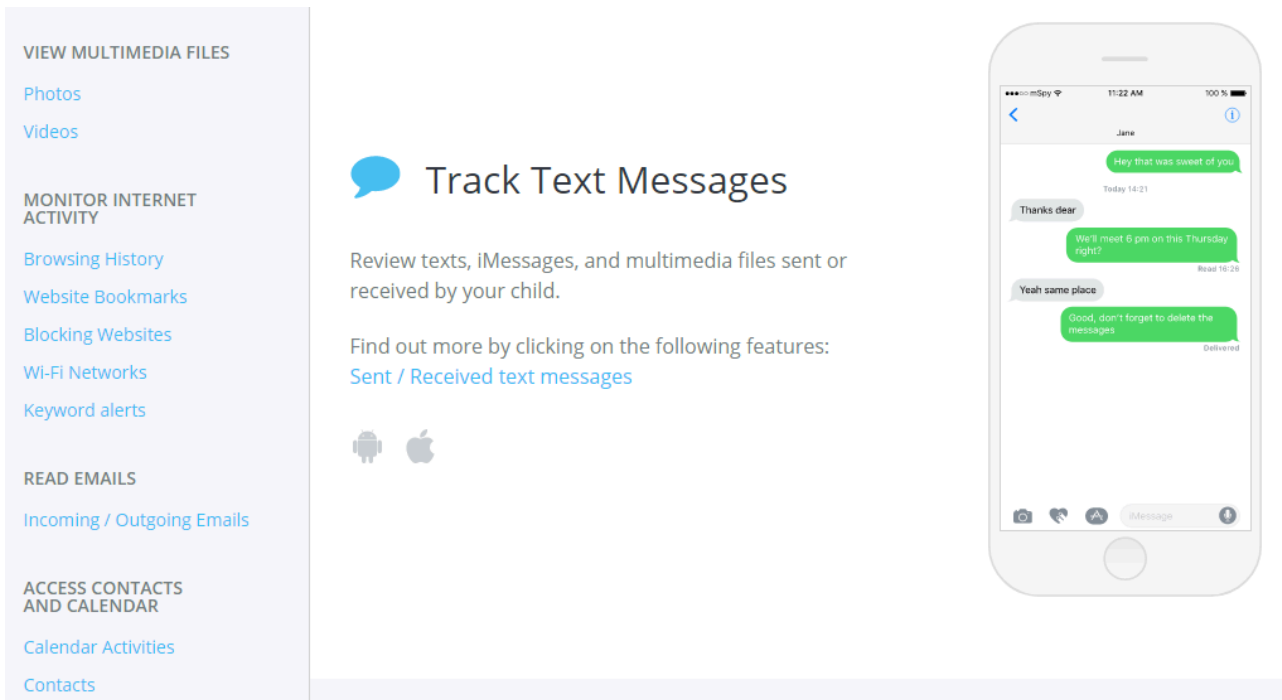 VIEW MULTIMEDIA FILES
Photos
Videos
MONITOR INTERNET
ACTIVITY
Browsing History
Website Bookmarks
Blocking Websites
Wi-Fi Networks
Keyword alerts
READ EMAILS
Incoming / Outgoing Emails
ACCESS CONTACTS
AND CALENDAR
Calendar Activities
Contacts
Track Text Messages
Review texts, iMessages, and multimedia files sent or
received by your child.
Find out more by clicking on the following features:
Sent / Received text messages
mSpy 11:22 AM 100 %
Jane
Hey that was sweet of you
Today 14:21
Thanks dear
We'll meet 6 pm on this Thursday
right?
Read 16:26
Yeah same place
Good, don't forget to delete the
messages
Delivered
iMessage